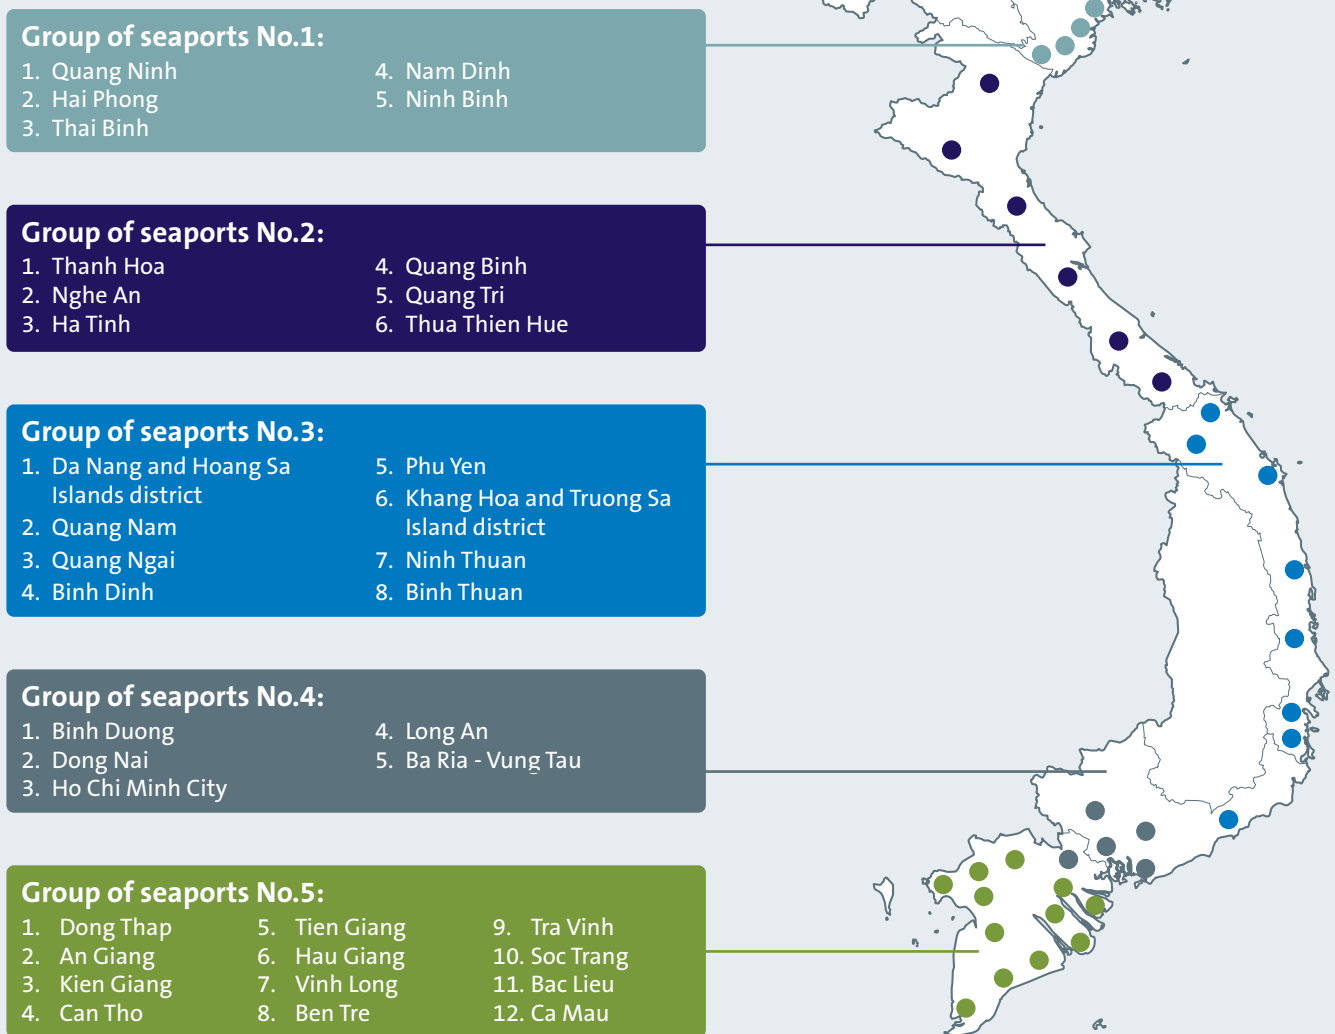 Group of seaports No.1:
1. Quang Ninh
2. Hai Phong
3. Thai Binh
4. Nam Dinh
5. Ninh Binh
Group of seaports No.2:
1. Thanh Hoa
2. Nghe An
3. Ha Tinh
4. Quang Binh
5. Quang Tri
6. Thua Thien Hue
Group of seaports No.3:
1. Da Nang and Hoang Sa
Islands district
2. Quang Nam
3. Quang Ngai
4. Binh Dinh
5. Phu Yen
6. Khang Hoa and Truong Sa
Island district
7. Ninh Thuan
8. Binh Thuan
Group of seaports No.4:
1. Binh Duong
2. Dong Nai
3. Ho Chi Minh City
4. Long An
5. Ba Ria - Vung Tau
Group of seaports No.5:
1. Dong Thap
2. An Giang
3. Kien Giang
4. Can Tho
5. Tien Giang
6. Hau Giang
7. Vinh Long
8. Ben Tre
9. Tra Vinh
10. Soc Trang
11. Bac Lieu
12. Ca Mau